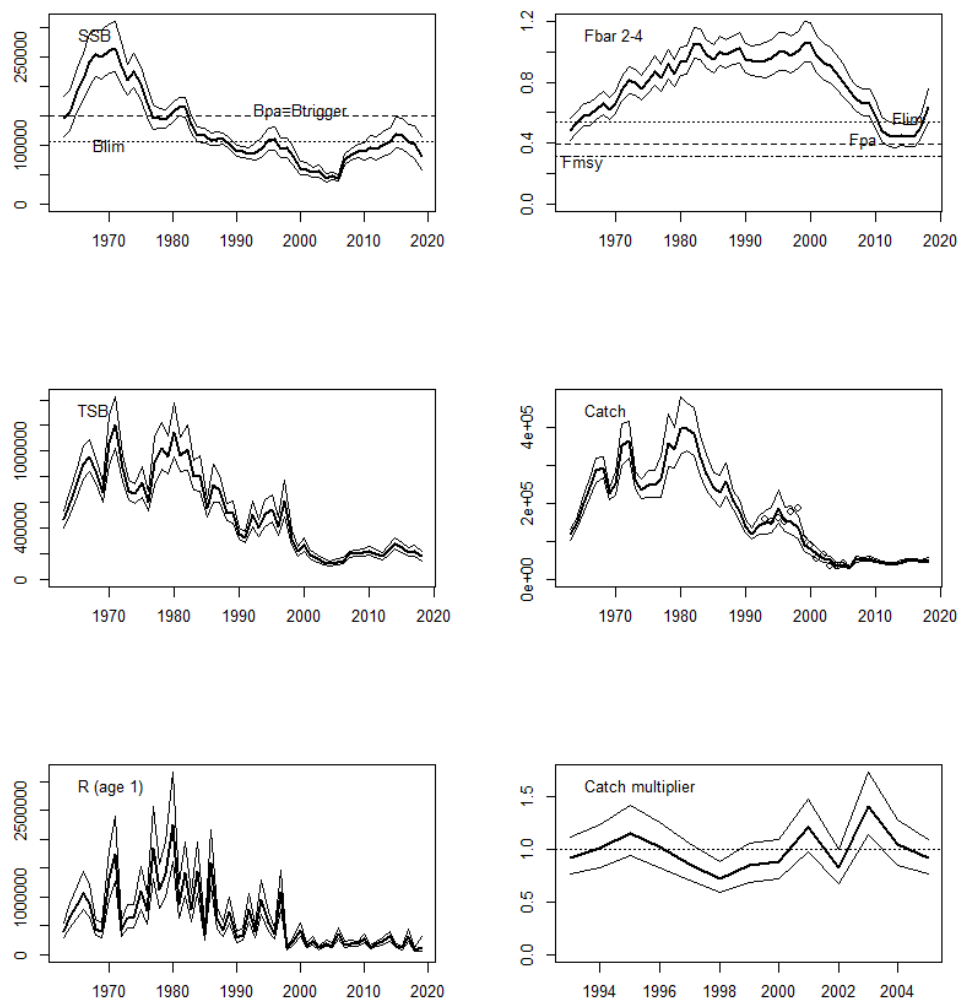 SSB
Bpa=Btrigger
Blim
0
100000
250000
1970 1980 1990 2000 2010 2020
Fbar 2-4
Flim
Fpa
Fmsy
0.0
0.4
0.8
1.2
1970 1980 1990 2000 2010 2020
TSB
0
400000
1000000
1970 1980 1990 2000 2010 2020
Catch
0e+00
2e+05
4e+05
1970 1980 1990 2000 2010 2020
R (age 1)
0
1000000
2500000
1970 1980 1990 2000 2010 2020
Catch multiplier
0.0
0.5
1.0
1.5
1994 1996 1998 2000 2002 2004